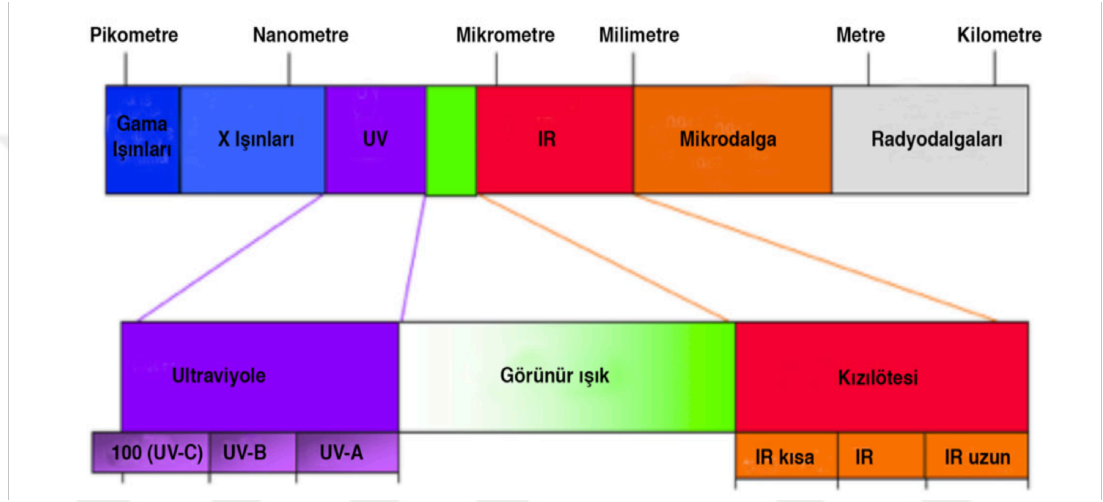 Pikometre Nanometre Mikrometre Milimetre Metre Kilometre
Gama
Işınları
X Işınları
UV
IR
Mikrodalga
Radyodalgaları
Ultraviyole
Görünür ışık
Kızılötesi
100 (UV-C) UV-B UV-A
IR kısa IR IR uzun